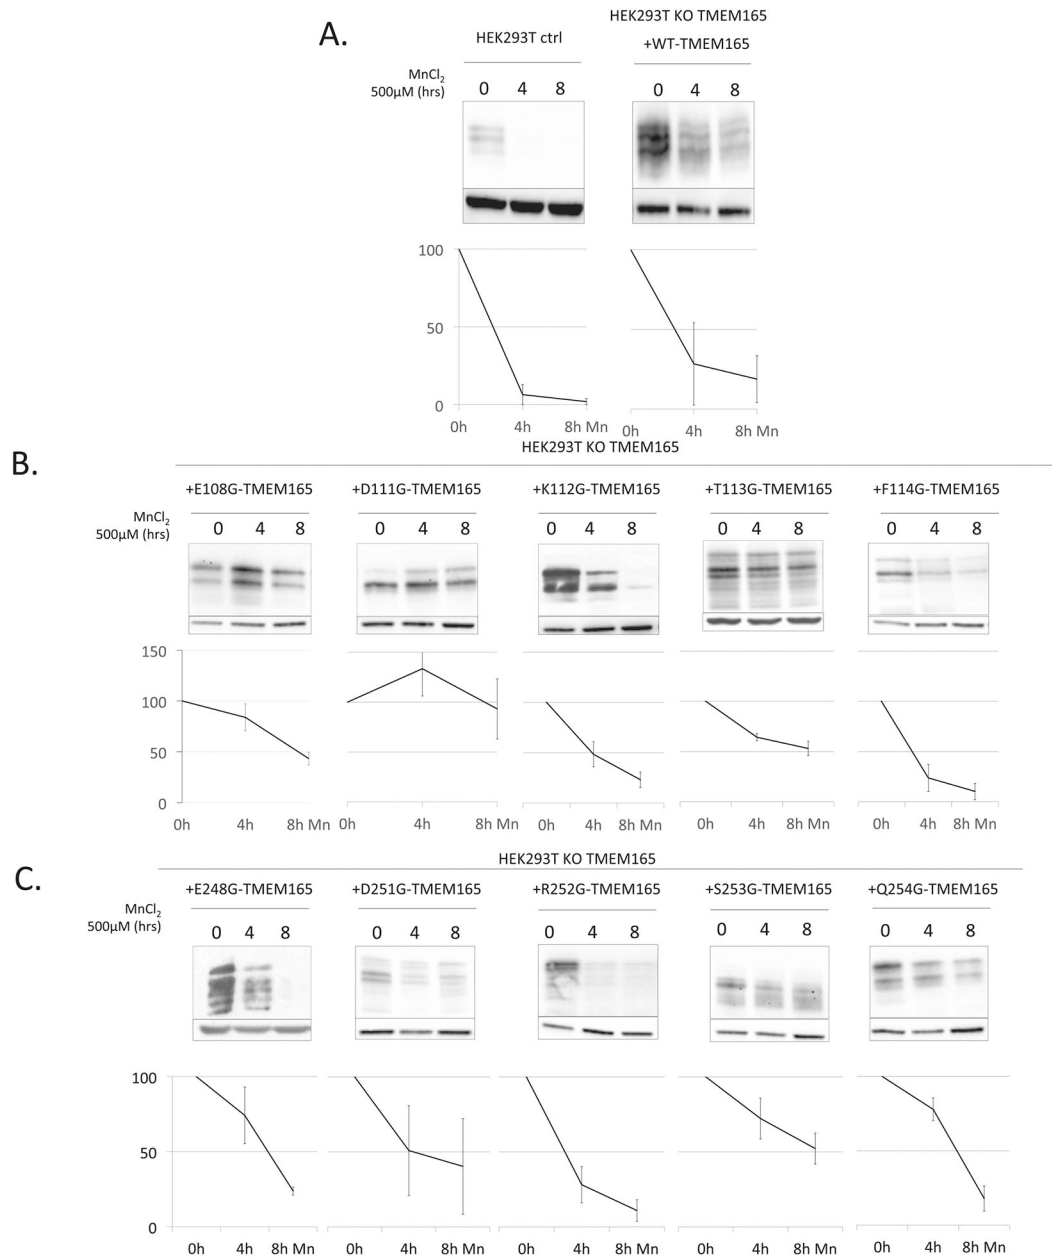 A.
HEK293T ctrl
HEK293T KO TMEM165
+WT-TMEM165
MnCl₂
500µM (hrs)
0 4 8
0 4 8
100
50
0
0h 4h 8h Mn
0h 4h 8h Mn
HEK293T KO TMEM165
B.
+E108G-TMEM165 +D111G-TMEM165 +K112G-TMEM165 +T113G-TMEM165 +F114G-TMEM165
MnCl₂
500µM (hrs)
0 4 8 0 4 8 0 4 8 0 4 8 0 4 8
150
100
50
0
0h 4h 8h Mn 0h 4h 8h Mn 0h 4h 8h Mn 0h 4h 8h Mn 0h 4h 8h Mn
HEK293T KO TMEM165
C.
+E248G-TMEM165 +D251G-TMEM165 +R252G-TMEM165 +S253G-TMEM165 +Q254G-TMEM165
MnCl₂
500µM (hrs)
0 4 8 0 4 8 0 4 8 0 4 8 0 4 8
100
50
0
0h 4h 8h Mn 0h 4h 8h Mn 0h 4h 8h Mn 0h 4h 8h Mn 0h 4h 8h Mn